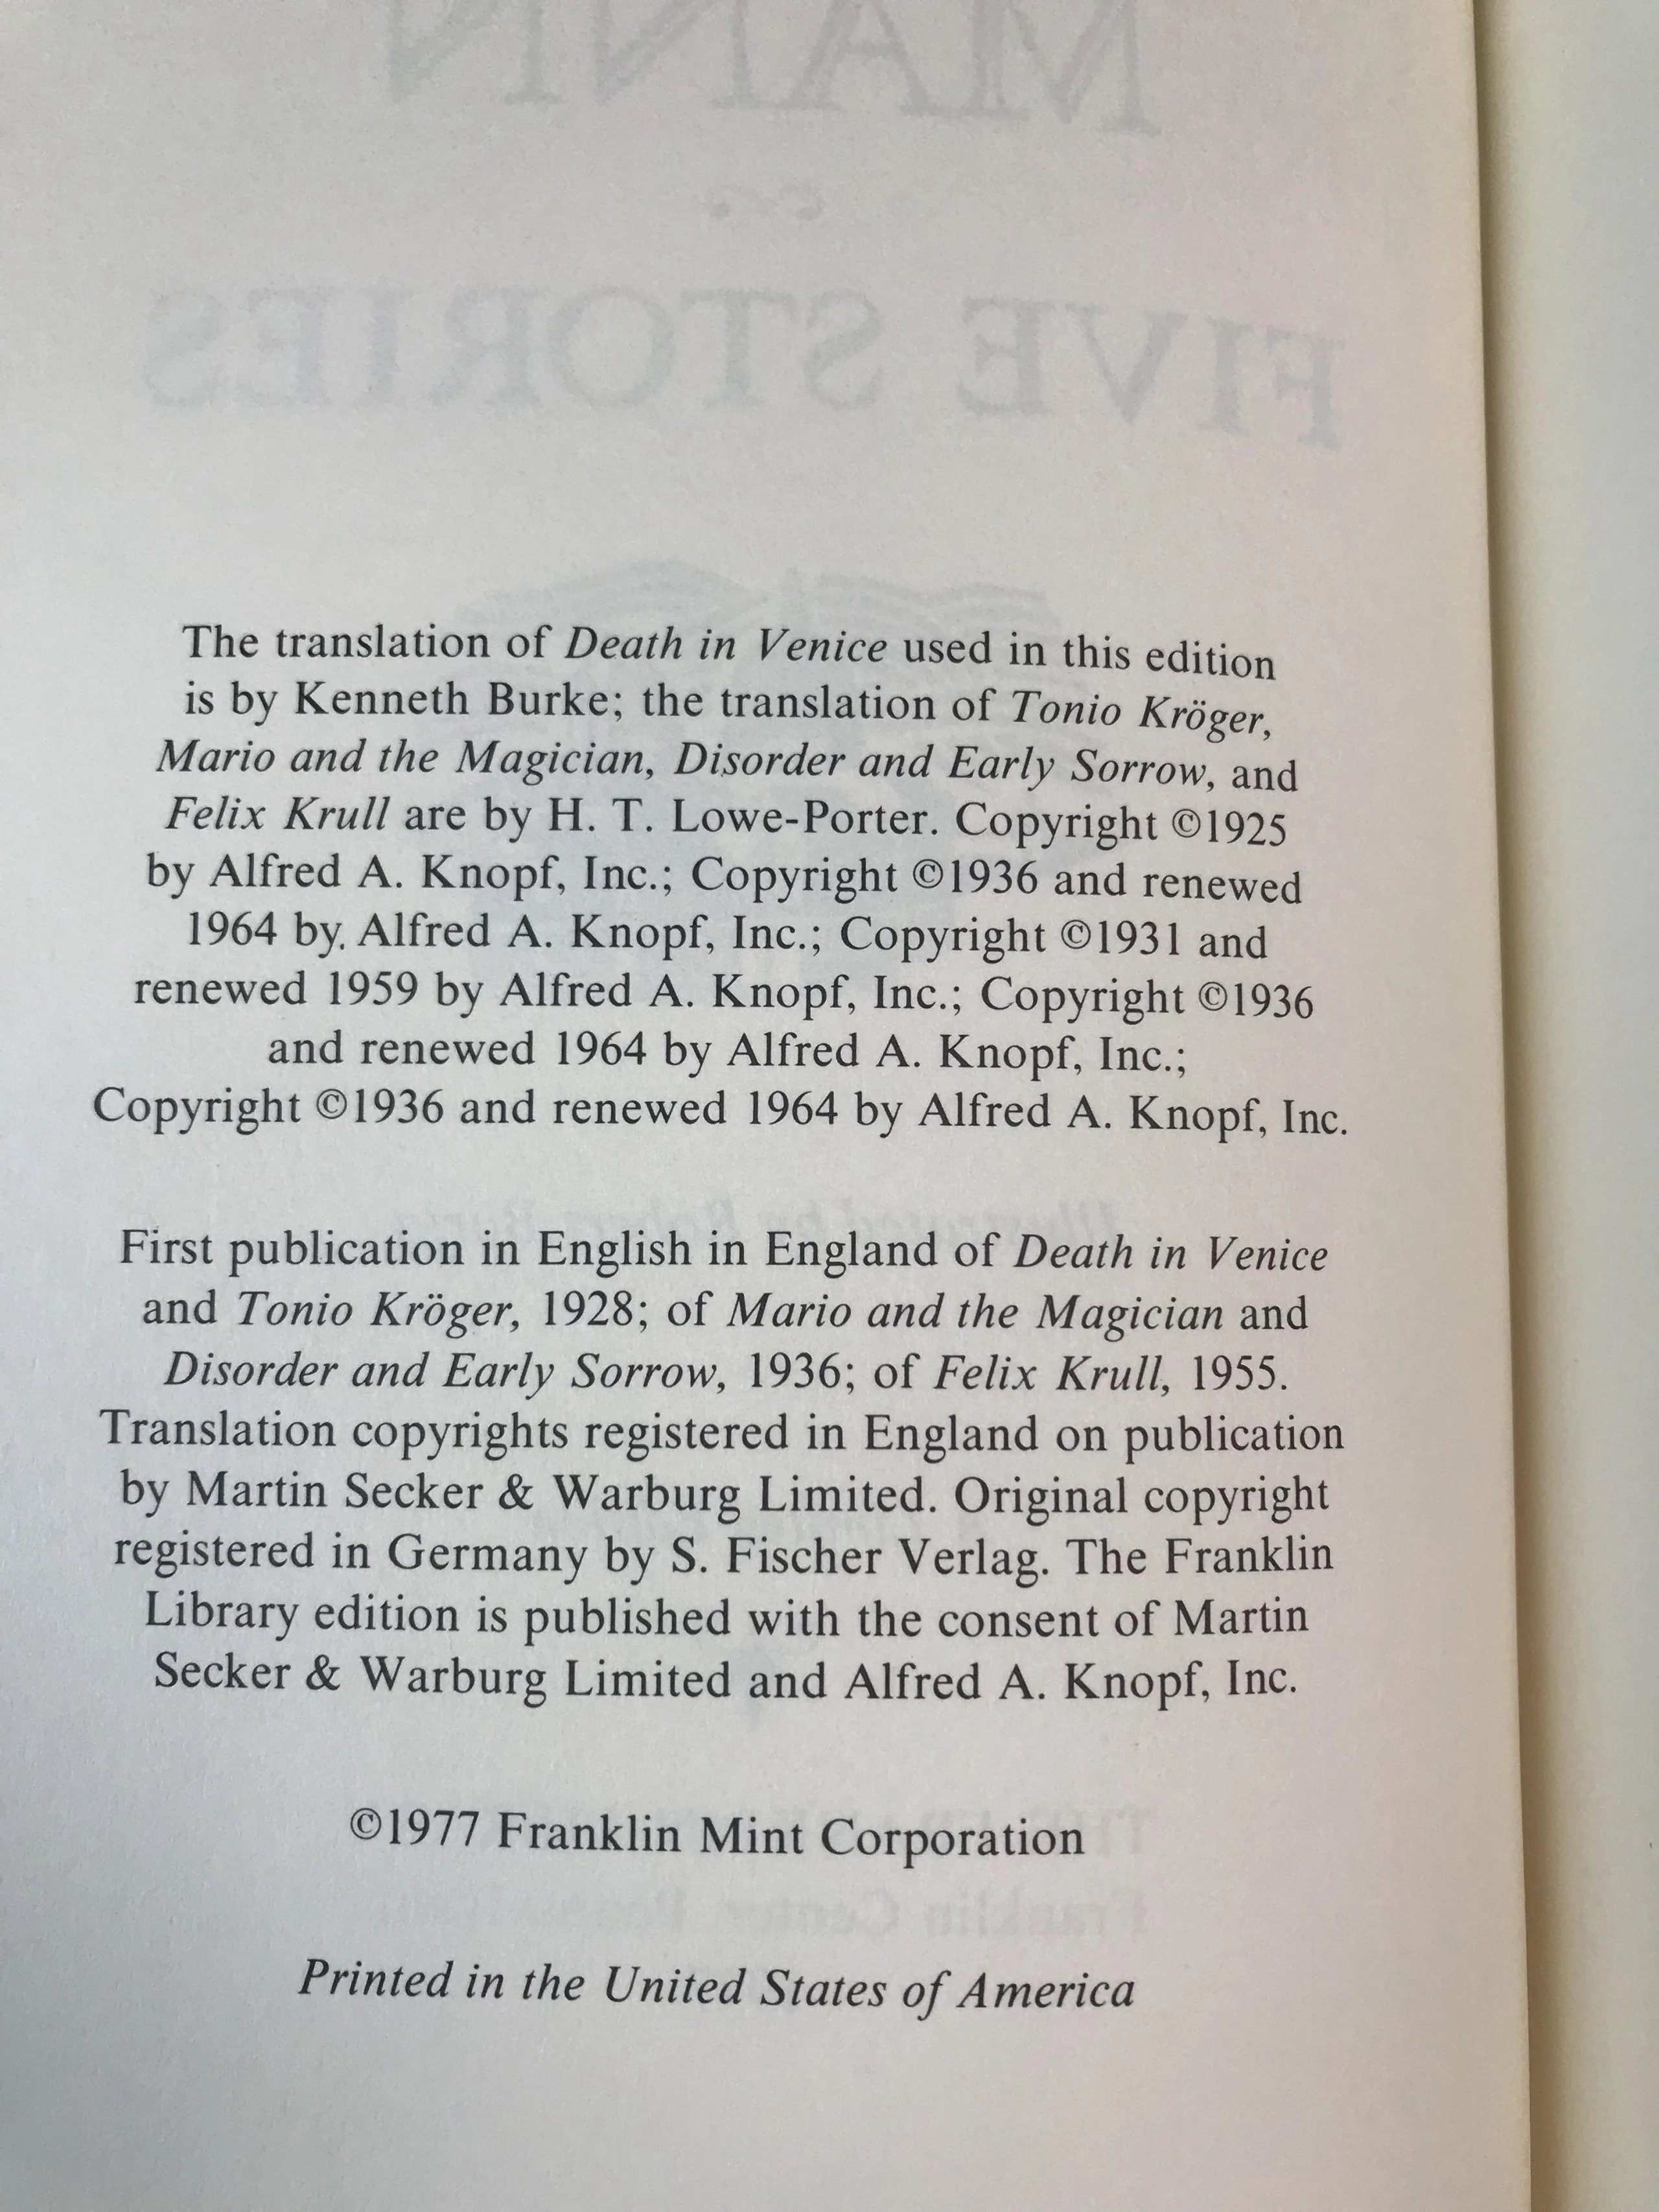 MANN
FIVE STORIES
The translation of Death in Venice used in this edition
is by Kenneth Burke; the translation of Tonio Kröger,
Mario and the Magician, Disorder and Early Sorrow, and
Felix Krull are by H. T. Lowe-Porter. Copyright ©1925
by Alfred A. Knopf, Inc.; Copyright ©1936 and renewed
1964 by Alfred A. Knopf, Inc.; Copyright ©1931 and
renewed 1959 by Alfred A. Knopf, Inc.; Copyright ©1936
and renewed 1964 by Alfred A. Knopf, Inc.;
Copyright ©1936 and renewed 1964 by Alfred A. Knopf, Inc.
First publication in English in England of Death in Venice
and Tonio Kröger, 1928; of Mario and the Magician and
Disorder and Early Sorrow, 1936; of Felix Krull, 1955.
Translation copyrights registered in England on publication
by Martin Secker & Warburg Limited. Original copyright
registered in Germany by S. Fischer Verlag. The Franklin
Library edition is published with the consent of Martin
Secker & Warburg Limited and Alfred A. Knopf, Inc.
©1977 Franklin Mint Corporation
Franklin Center
Printed in the United States of America